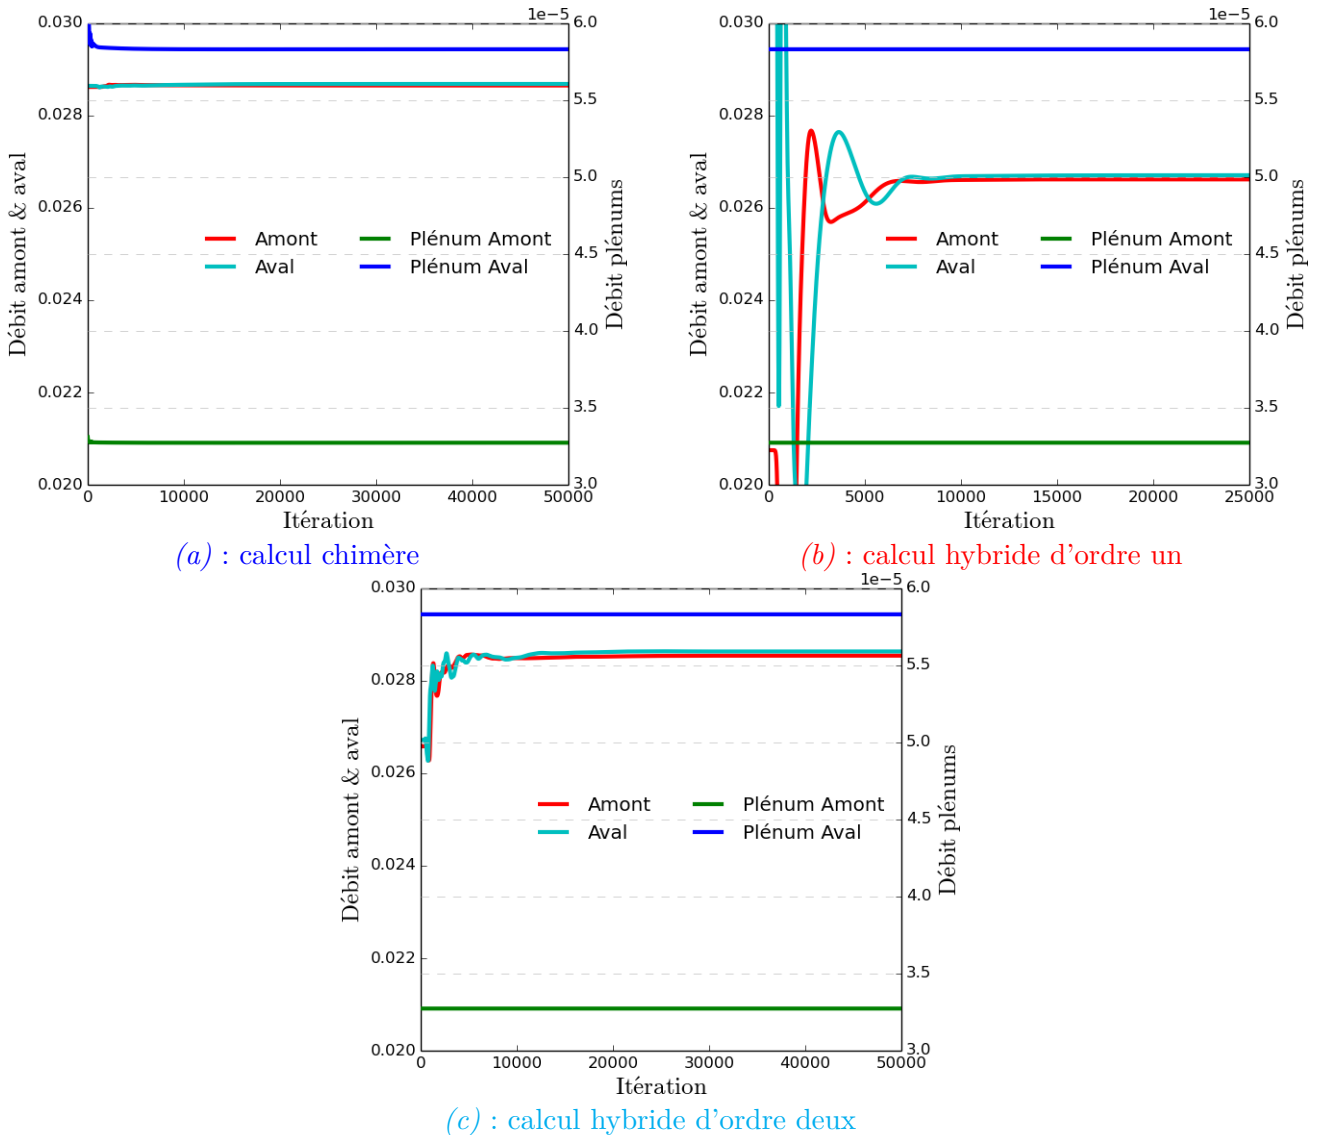 1e−5
0.030
0.028
0.026
0.024
0.022
0.020
Débit amont & aval
6.0
5.5
5.0
4.5
4.0
3.5
3.0
Débit plénums
Amont
Aval
Plénum Amont
Plénum Aval
0 10000 20000 30000 40000 50000
Itération
(a) : calcul chimère
1e−5
0.030
0.028
0.026
0.024
0.022
0.020
Débit amont & aval
6.0
5.5
5.0
4.5
4.0
3.5
3.0
Débit plénums
Amont
Aval
Plénum Amont
Plénum Aval
0 5000 10000 15000 20000 25000
Itération
(b) : calcul hybride d'ordre un
1e−5
0.030
0.028
0.026
0.024
0.022
0.020
Débit amont & aval
6.0
5.5
5.0
4.5
4.0
3.5
3.0
Débit plénums
Amont
Aval
Plénum Amont
Plénum Aval
0 10000 20000 30000 40000 50000
Itération
(c) : calcul hybride d'ordre deux